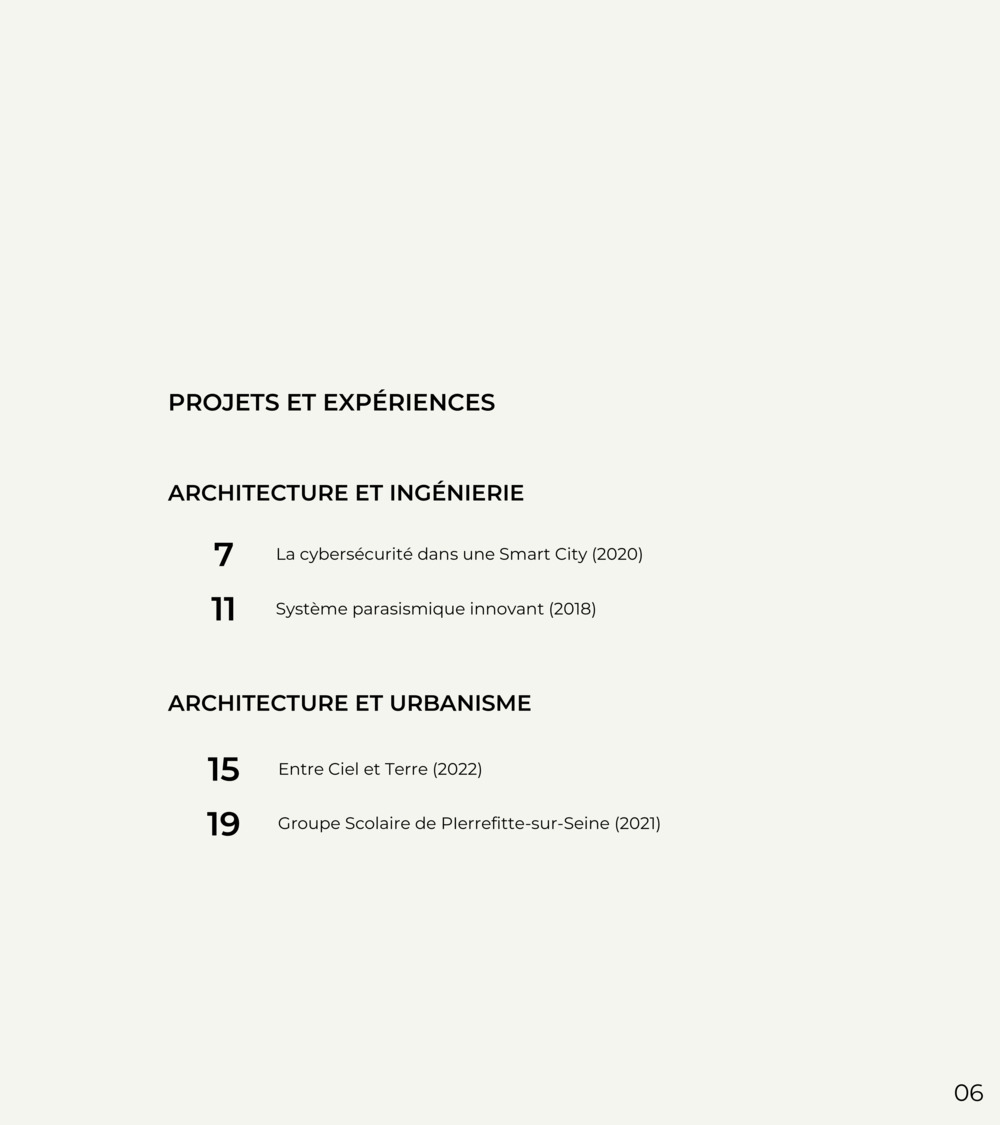 PROJETS ET EXPÉRIENCES
ARCHITECTURE ET INGÉNIERIE
7 La cybersécurité dans une Smart City (2020)
11 Système parasismique innovant (2018)
ARCHITECTURE ET URBANISME
15 Entre Ciel et Terre (2022)
19 Groupe Scolaire de PIerrefitte-sur-Seine (2021)
06